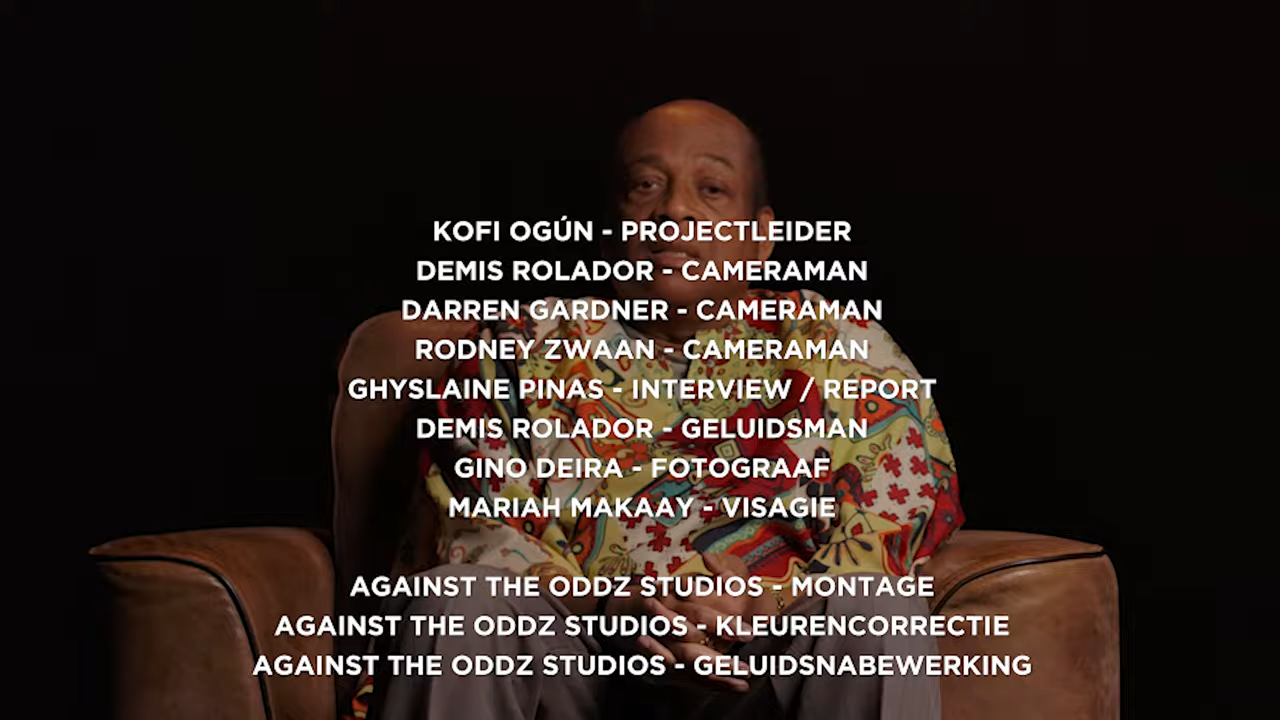 KOFI OGÚN - PROJECTLEIDER
DEMIS ROLADOR - CAMERAMAN
DARREN GARDNER - CAMERAMAN
RODNEY ZWAAN - CAMERAMAN
GHYSLAINE PINAS - INTERVIEW / REPORT
DEMIS ROLADOR - GELUIDSMAN
GINO DEIRA - FOTOGRAAF
MARIAH MAKAAY - VISAGIE
AGAINST THE ODDZ STUDIOS - MONTAGE
AGAINST THE ODDZ STUDIOS - KLEURENCORRECTIE
AGAINST THE ODDZ STUDIOS - GELUIDSNABEWERKING